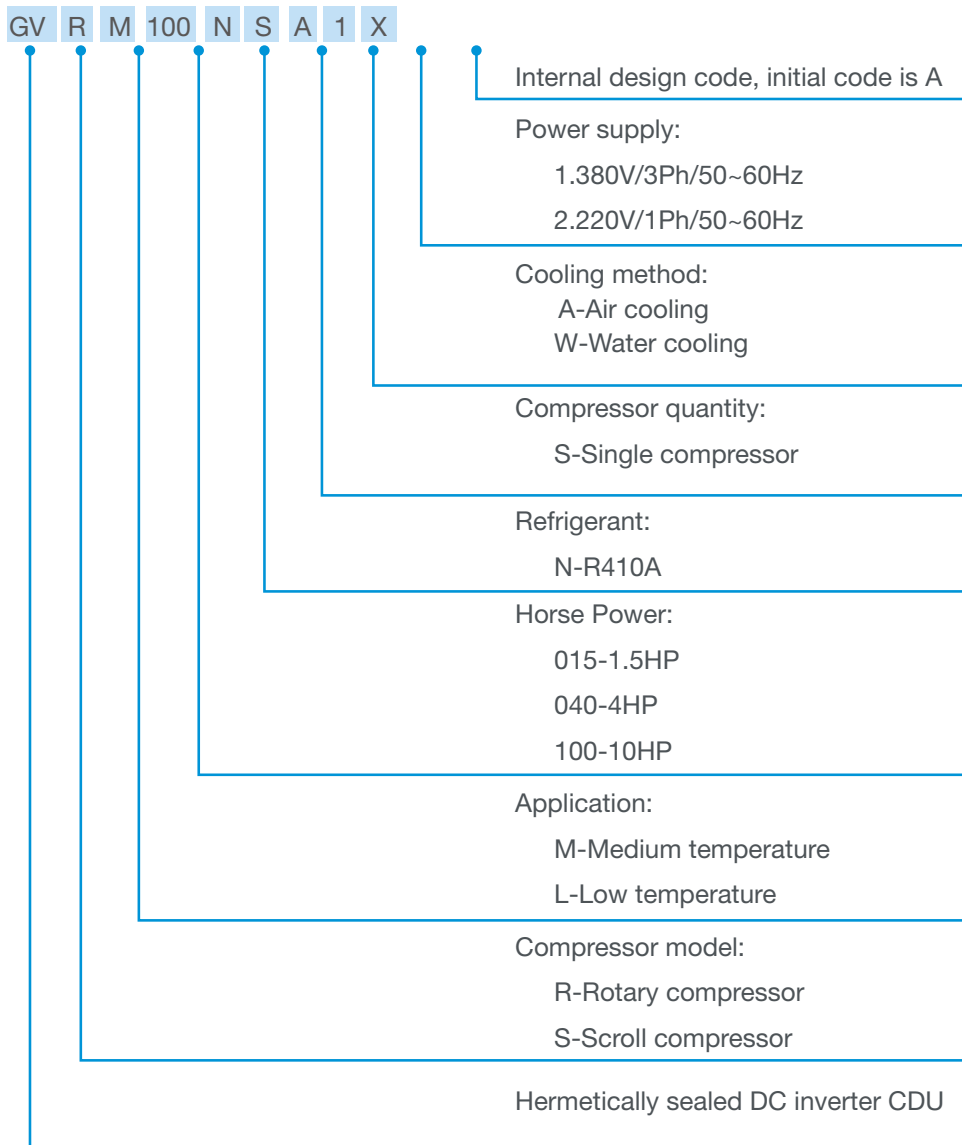 GV R M 100 N S A 1 X
Internal design code, initial code is A
Power supply:
1.380V/3Ph/50~60Hz
2.220V/1Ph/50~60Hz
Cooling method:
A-Air cooling
W-Water cooling
Compressor quantity:
S-Single compressor
Refrigerant:
N-R410A
Horse Power:
015-1.5HP
040-4HP
100-10HP
Application:
M-Medium temperature
L-Low temperature
Compressor model:
R-Rotary compressor
S-Scroll compressor
Hermetically sealed DC inverter CDU